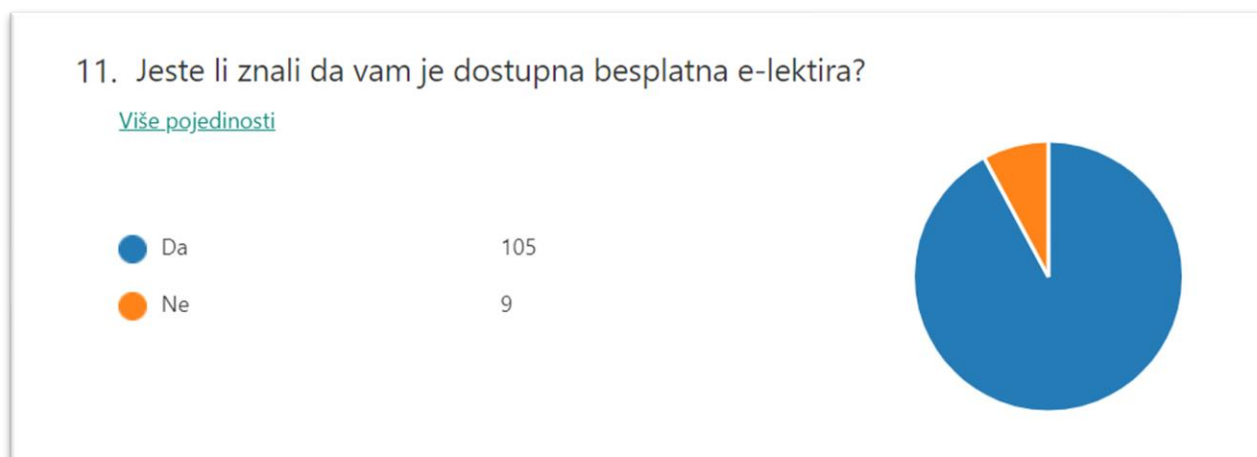 11. Jeste li znali da vam je dostupna besplatna e-lektira?
Više pojedinosti
Da 105
Ne 9